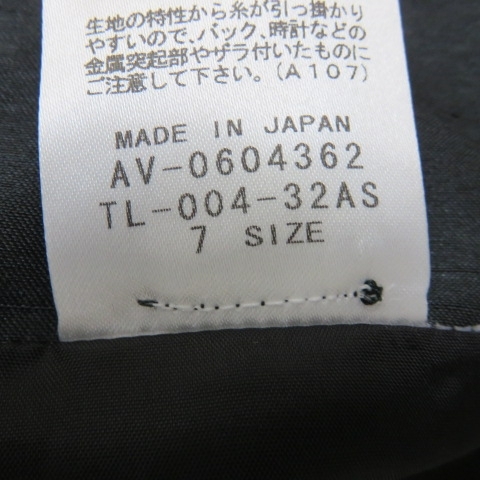 生地の特性から糸が引っ掛かり
やすいので、バック、時計などの
金属突起部やザラ付いたものに
ご注意して下さい。(A107)
MADE IN JAPAN
AV-0604362
TL-004-32AS
7 SIZE